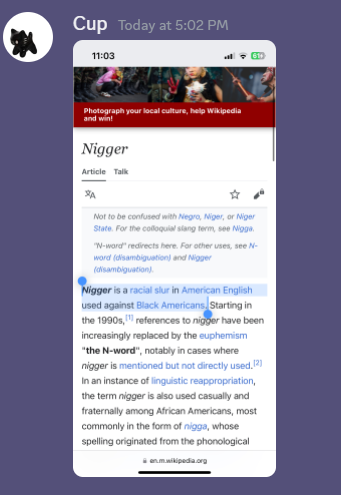 Cup Today at 5:02 PM
11:03
61
Photograph your local culture, help Wikipedia
and win!
Nigger
Article Talk
Not to be confused with Negro, Niger, or Niger
State. For the colloquial slang term, see Nigga.
"N-word" redirects here. For other uses, see N-
word (disambiguation) and Nigger
(disambiguation).
Nigger is a racial slur in American English
used against Black Americans. Starting in
the 1990s,[1] references to nigger have been
increasingly replaced by the euphemism
"the N-word", notably in cases where
nigger is mentioned but not directly used.[2]
In an instance of linguistic reappropriation,
the term nigger is also used casually and
fraternally among African Americans, most
commonly in the form of nigga, whose
spelling originated from the phonological
en.m.wikipedia.org